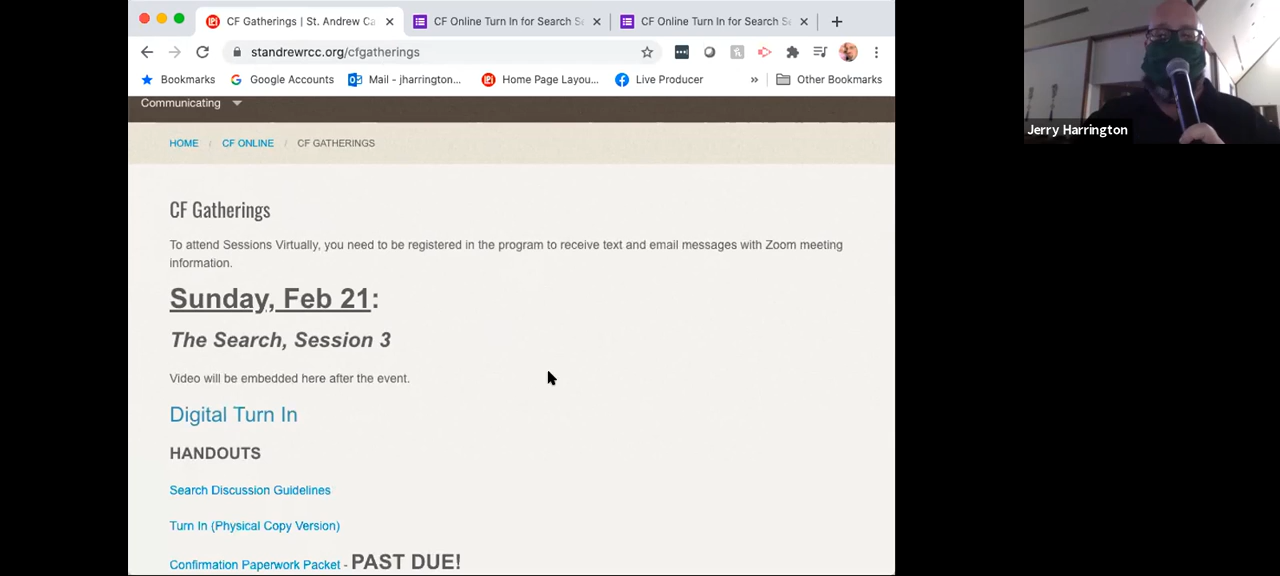 CF Gatherings | St. Andrew Ca
CF Online Turn In for Search Se
CF Online Turn In for Search Se
standrewrcc.org/cfgatherings
Bookmarks
Google Accounts
Mail - jharrington...
Home Page Layou...
Live Producer
»
Other Bookmarks
Communicating
HOME / CF ONLINE / CF GATHERINGS
CF Gatherings
To attend Sessions Virtually, you need to be registered in the program to receive text and email messages with Zoom meeting
information.
Sunday, Feb 21:
The Search, Session 3
Video will be embedded here after the event.
Digital Turn In
HANDOUTS
Search Discussion Guidelines
Turn In (Physical Copy Version)
Confirmation Paperwork Packet - PAST DUE!
Jerry Harrington